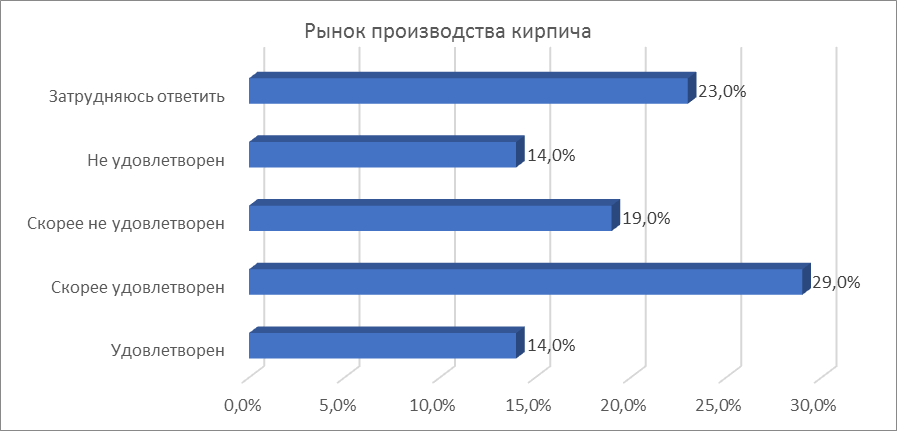 Рынок производства кирпича
Затрудняюсь ответить 23,0%
Не удовлетворен 14,0%
Скорее не удовлетворен 19,0%
Скорее удовлетворен 29,0%
Удовлетворен 14,0%
0,0% 5,0% 10,0% 15,0% 20,0% 25,0% 30,0%